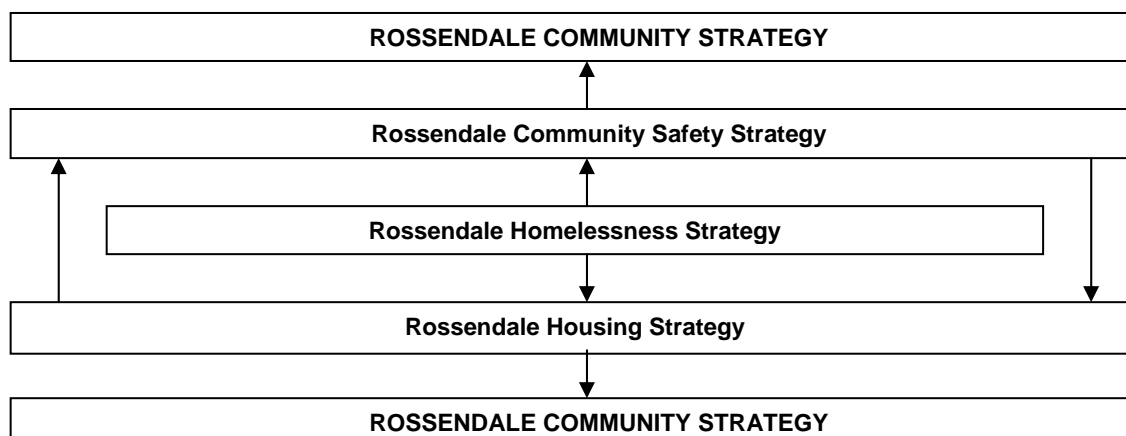 ROSSENDALE COMMUNITY STRATEGY
Rossendale Community Safety Strategy
Rossendale Homelessness Strategy
Rossendale Housing Strategy
ROSSENDALE COMMUNITY STRATEGY